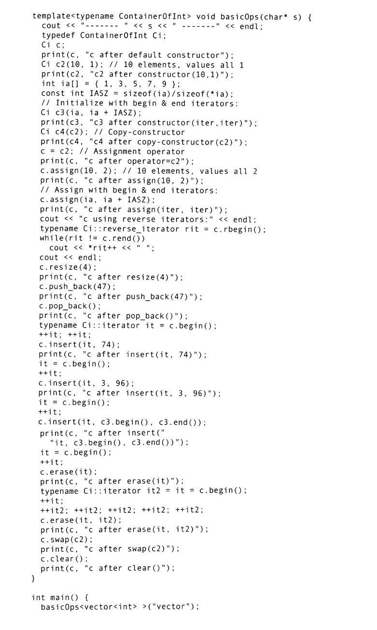 template<typename ContainerOfInt> void basicOps(char* s) {
cout << "------- " << s << " -------" << endl;
typedef ContainerOfInt Ci;
Ci c;
print(c, "c after default constructor");
Ci c2(10, 1); // 10 elements, values all 1
print(c2, "c2 after constructor(10,1)");
int ia[] = { 1, 3, 5, 7, 9 };
const int IASZ = sizeof(ia)/sizeof(*ia);
// Initialize with begin & end iterators:
Ci c3(ia, ia + IASZ);
print(c3, "c3 after constructor(iter,iter)");
Ci c4(c2); // Copy-constructor
print(c4, "c4 after copy-constructor(c2)");
c = c2; // Assignment operator
print(c, "c after operator=c2");
c.assign(10, 2); // 10 elements, values all 2
print(c, "c after assign(10, 2)");
// Assign with begin & end iterators:
c.assign(ia, ia + IASZ);
print(c, "c after assign(iter, iter)");
cout << "c using reverse iterators:" << endl;
typename Ci::reverse_iterator rit = c.rbegin();
while(rit != c.rend())
cout << *rit++ << " ";
cout << endl;
c.resize(4);
print(c, "c after resize(4)");
c.push_back(47);
print(c, "c after push_back(47)");
c.pop_back();
print(c, "c after pop_back()");
typename Ci::iterator it = c.begin();
++it; ++it;
c.insert(it, 74);
print(c, "c after insert(it, 74)");
it = c.begin();
++it;
c.insert(it, 3, 96);
print(c, "c after insert(it, 3, 96)");
it = c.begin();
++it;
c.insert(it, c3.begin(), c3.end());
print(c, "c after insert("
"it, c3.begin(), c3.end())");
it = c.begin();
++it;
c.erase(it);
print(c, "c after erase(it)");
typename Ci::iterator it2 = it = c.begin();
++it;
++it2; ++it2; ++it2; ++it2; ++it2;
c.erase(it, it2);
print(c, "c after erase(it, it2)");
c.swap(c2);
print(c, "c after swap(c2)");
c.clear();
print(c, "c after clear()");
}
int main() {
basicOps<vector<int> >("vector");